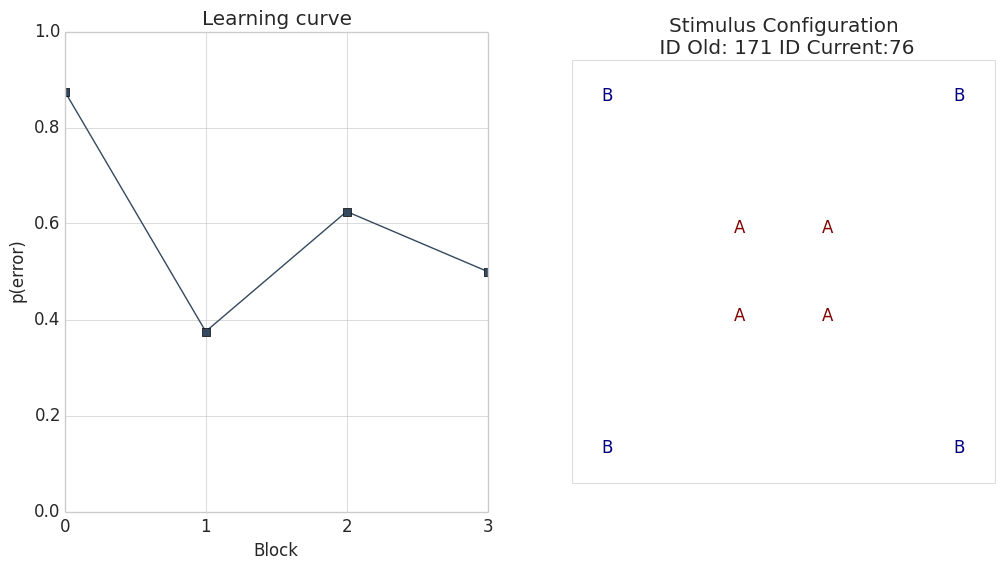 Learning curve
1.0
0.8
0.6
0.4
0.2
0.0
p(error)
0 1 2 3
Block
Stimulus Configuration
ID Old: 171 ID Current:76
B B
A A
A A
B B